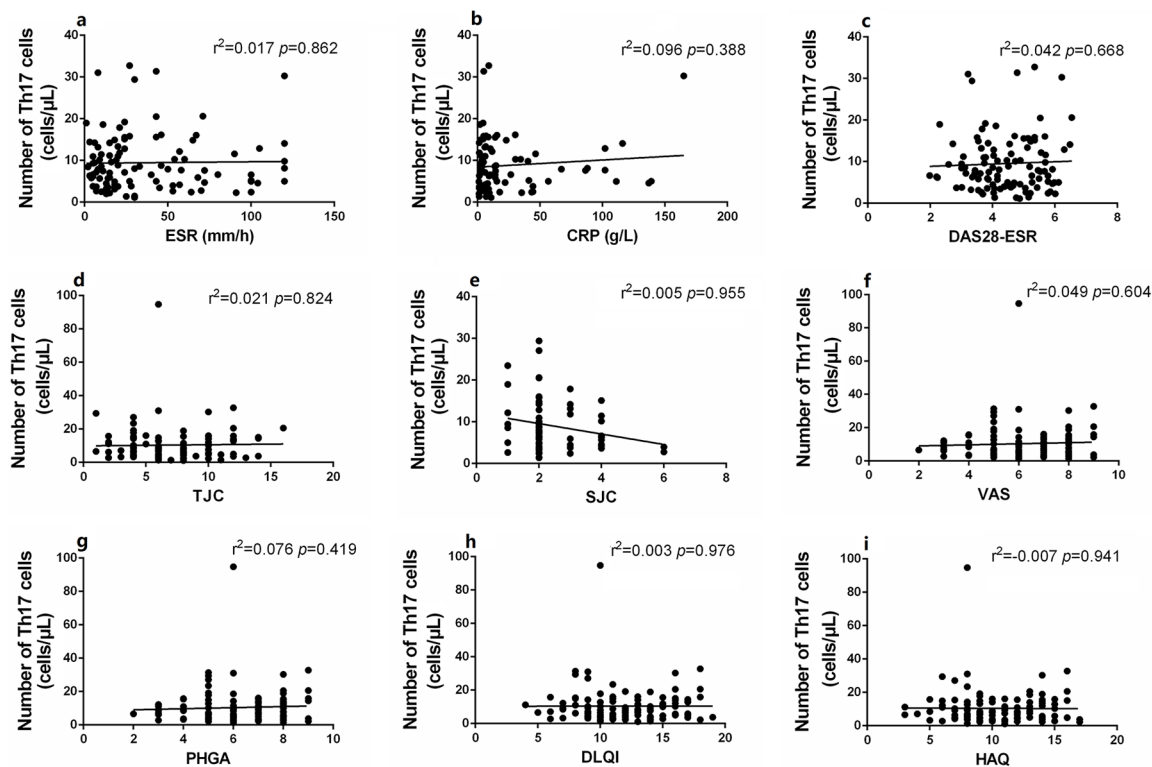 a
r²=0.017 p=0.862
Number of Th17 cells
(cells/μL)
40
30
20
10
0
0 50 100 150
ESR (mm/h)
b
r²=0.096 p=0.388
Number of Th17 cells
(cells/μL)
40
30
20
10
0
0 50 100 150 200
CRP (g/L)
c
r²=0.042 p=0.668
Number of Th17 cells
(cells/μL)
40
30
20
10
0
0 2 4 6 8
DAS28-ESR
d
r²=0.021 p=0.824
Number of Th17 cells
(cells/μL)
100
80
60
40
20
0
0 5 10 15 20
TJC
e
r²=0.005 p=0.955
Number of Th17 cells
(cells/μL)
40
30
20
10
0
0 2 4 6 8
SJC
f
r²=0.049 p=0.604
Number of Th17 cells
(cells/μL)
100
80
60
40
20
0
0 2 4 6 8 10
VAS
g
r²=0.076 p=0.419
Number of Th17 cells
(cells/μL)
100
80
60
40
20
0
0 2 4 6 8 10
PHGA
h
r²=0.003 p=0.976
Number of Th17 cells
(cells/μL)
100
80
60
40
20
0
0 5 10 15 20
DLQI
i
r²=-0.007 p=0.941
Number of Th17 cells
(cells/μL)
100
80
60
40
20
0
0 5 10 15 20
HAQ